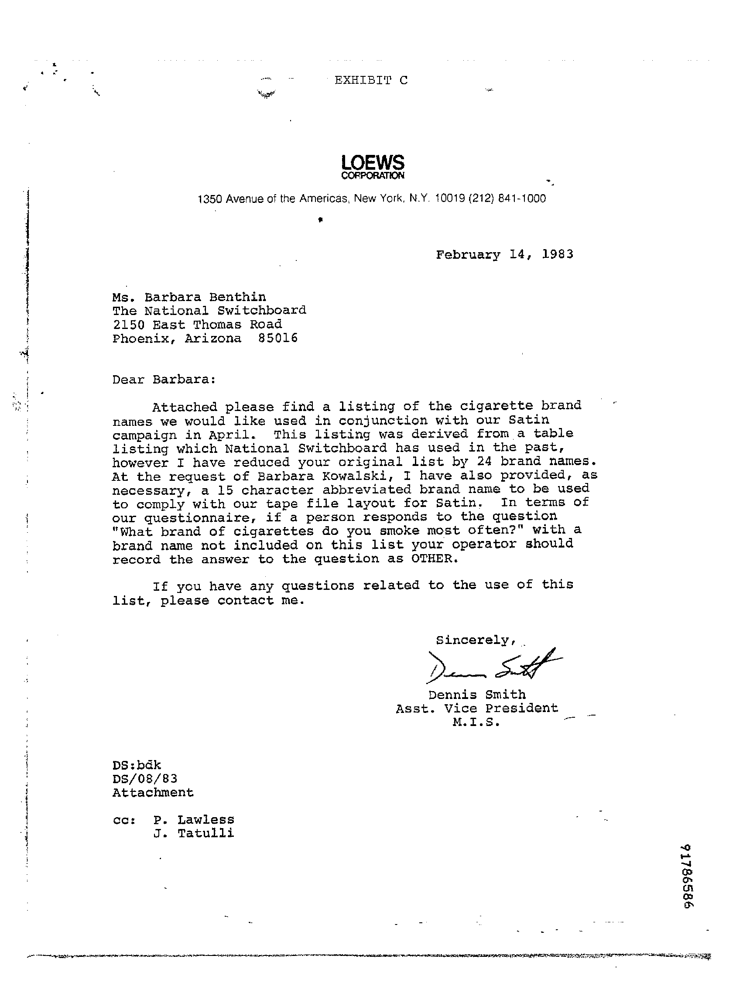 EXHIBIT C
LOEWS
CORPORATION
1350 Avenue of the Americas, New York, N.Y. 10019 (212) 841-1000
February 14, 1983
Ms. Barbara Benthin
The National Switchboard
2150 East Thomas Road
Phoenix, Arizona 85016
Dear Barbara:
Attached please find a listing of the cigarette brand
names we would like used in conjunction with our Satin
campaign in April. This listing was derived from a table
listing which National Switchboard has used in the past,
however I have reduced your original list by 24 brand names.
At the request of Barbara Kowalski, I have also provided, as
necessary, a 15 character abbreviated brand name to be used
to comply with our tape file layout for Satin. In terms of
our questionnaire, if a person responds to the question
"What brand of cigarettes do you smoke most often?" with a
brand name not included on this list your operator should
record the answer to the question as OTHER.
If you have any questions related to the use of this
list, please contact me.
Sincerely,
Dennis Smith
Asst. Vice President
M.I.S.
DS:bdk
DS/08/83
Attachment
cc: P. Lawless
J. Tatulli
91786586